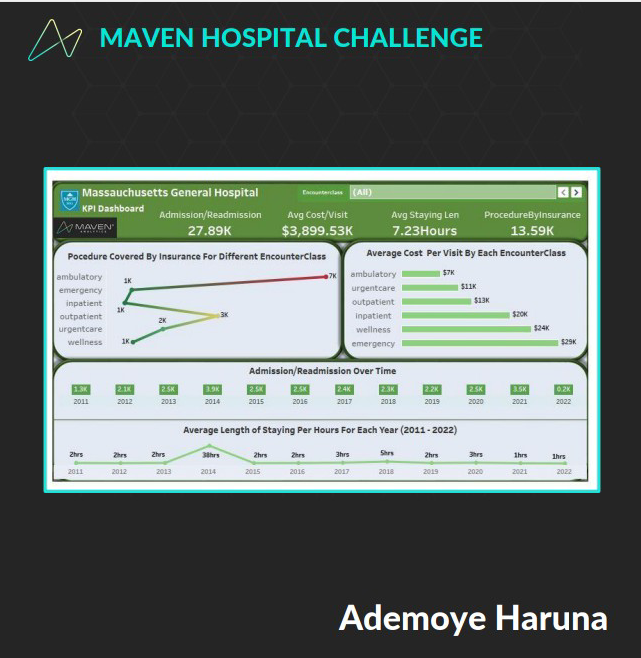 MAVEN HOSPITAL CHALLENGE
Massauchusetts General Hospital
Encounterclass (All)
KPI Dashboard
MAVEN
ANALYTICS
Admission/Readmission Avg Cost/Visit Avg Staying Len ProcedureByInsurance
27.89K $3,899.53K 7.23Hours 13.59K
Pocedure Covered By Insurance For Different EncounterClass
ambulatory 1K 7K
emergency
inpatient 1K
outpatient 3K
urgentcare 2K
wellness 1K
Average Cost Per Visit By Each EncounterClass
ambulatory $7K
urgentcare $11K
outpatient $13K
inpatient $20K
wellness $24K
emergency $29K
Admission/Readmission Over Time
1.3K 2.1K 2.5K 3.9K 2.5K 2.5K 2.4K 2.3K 2.2K 2.5K 3.5K 0.2K
2011 2012 2013 2014 2015 2016 2017 2018 2019 2020 2021 2022
Average Length of Staying Per Hours For Each Year (2011 - 2022)
2hrs 2hrs 2hrs 38hrs 2hrs 2hrs 3hrs 5hrs 2hrs 3hrs 1hrs 1hrs
2011 2012 2013 2014 2015 2016 2017 2018 2019 2020 2021 2022
Ademoye Haruna